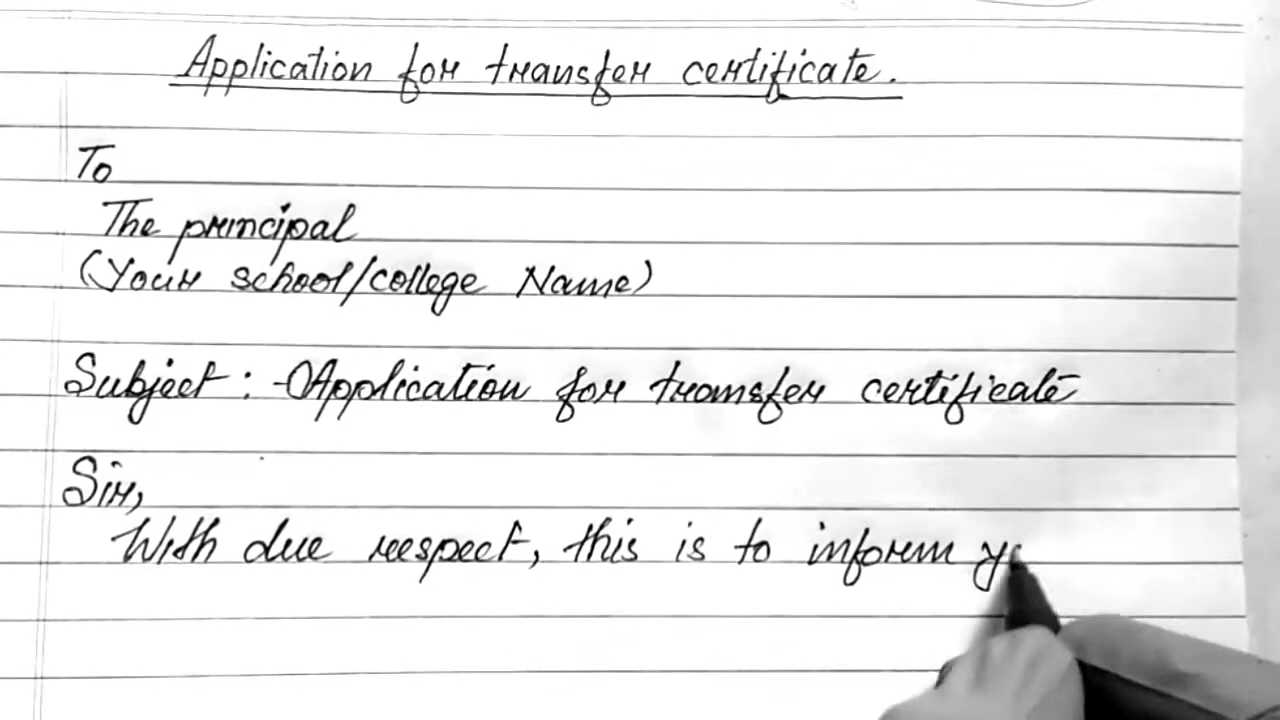 Application for transfer certificate.
To
The principal
(Your school/college Name)
Subject: -Application for transfer certificate
Sir,
With due respect, this is to inform